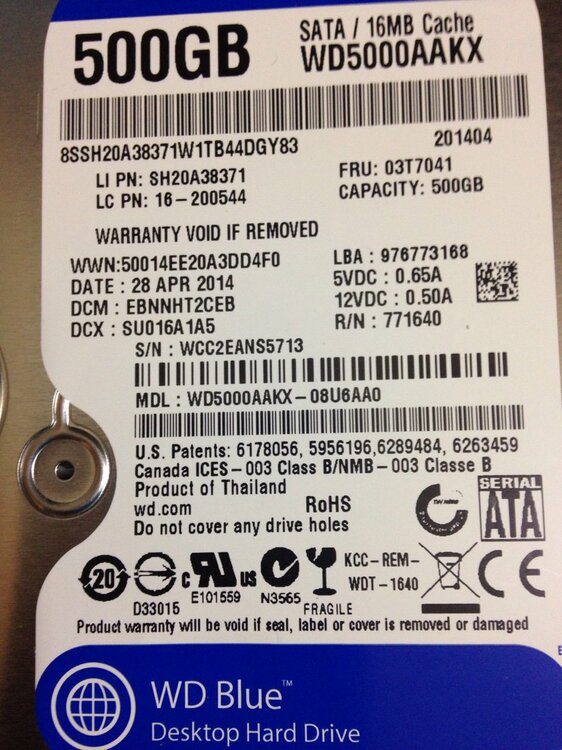 500GB
SATA / 16MB Cache
WD5000AAKX
8SSH20A38371W1TB44DGY83
201404
LI PN: SH20A38371
LC PN: 16-200544
FRU: 03T7041
CAPACITY: 500GB
WARRANTY VOID IF REMOVED
WWN:50014EE20A3DD4F0
DATE : 28 APR 2014
DCM : EBNNHT2CEB
DCX : SU016A1A5
LBA : 976773168
5VDC : 0.65A
12VDC : 0.50A
R/N : 771640
S/N : WCC2EANS5713
MDL : WD5000AAKX-08U6AA0
U.S. Patents: 6178056, 5956196,6289484, 6263459
Canada ICES-003 Class B/NMB-003 Classe B
Product of Thailand
wd.com
RoHS
Do not cover any drive holes
SERIAL
ATA
20
D33015
c RU us
E101559
N3565
FRAGILE
KCC-REM-
WDT-1640
CE
Product warranty will be void if seal, label or cover is removed or damaged
WD Blue™
Desktop Hard Drive